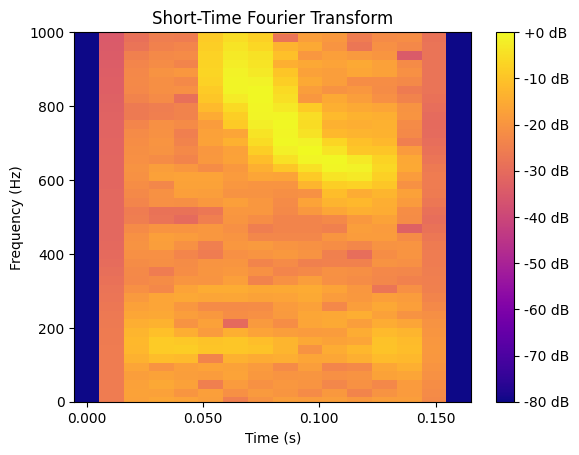 Short-Time Fourier Transform
1000
800
600
400
200
0
Frequency (Hz)
0.000
0.050
0.100
0.150
Time (s)
+0 dB
-10 dB
-20 dB
-30 dB
-40 dB
-50 dB
-60 dB
-70 dB
-80 dB